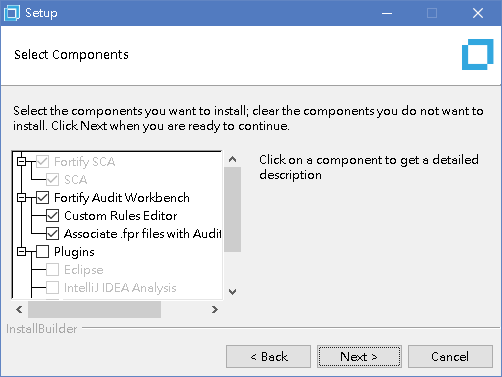 Setup
Select Components
Select the components you want to install; clear the components you do not want to
install. Click Next when you are ready to continue.
Fortify SCA
SCA
Fortify Audit Workbench
Custom Rules Editor
Associate .fpr files with Audit
Plugins
Eclipse
IntelliJ IDEA Analysis
Click on a component to get a detailed
description
InstallBuilder
< Back
Next >
Cancel